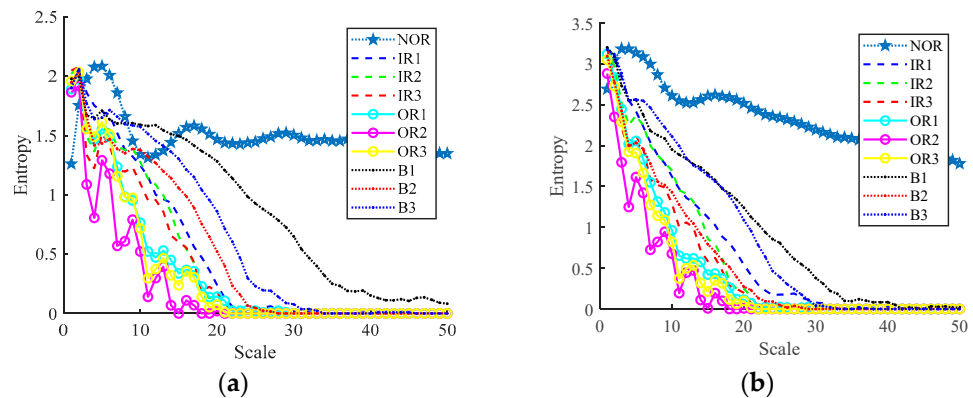 2.5
2
1.5
1
0.5
0
Entropy
0 10 20 30 40 50
Scale
NOR
IR1
IR2
IR3
OR1
OR2
OR3
B1
B2
B3
(a)
3.5
3
2.5
2
1.5
1
0.5
0
Entropy
0 10 20 30 40 50
Scale
NOR
IR1
IR2
IR3
OR1
OR2
OR3
B1
B2
B3
(b)